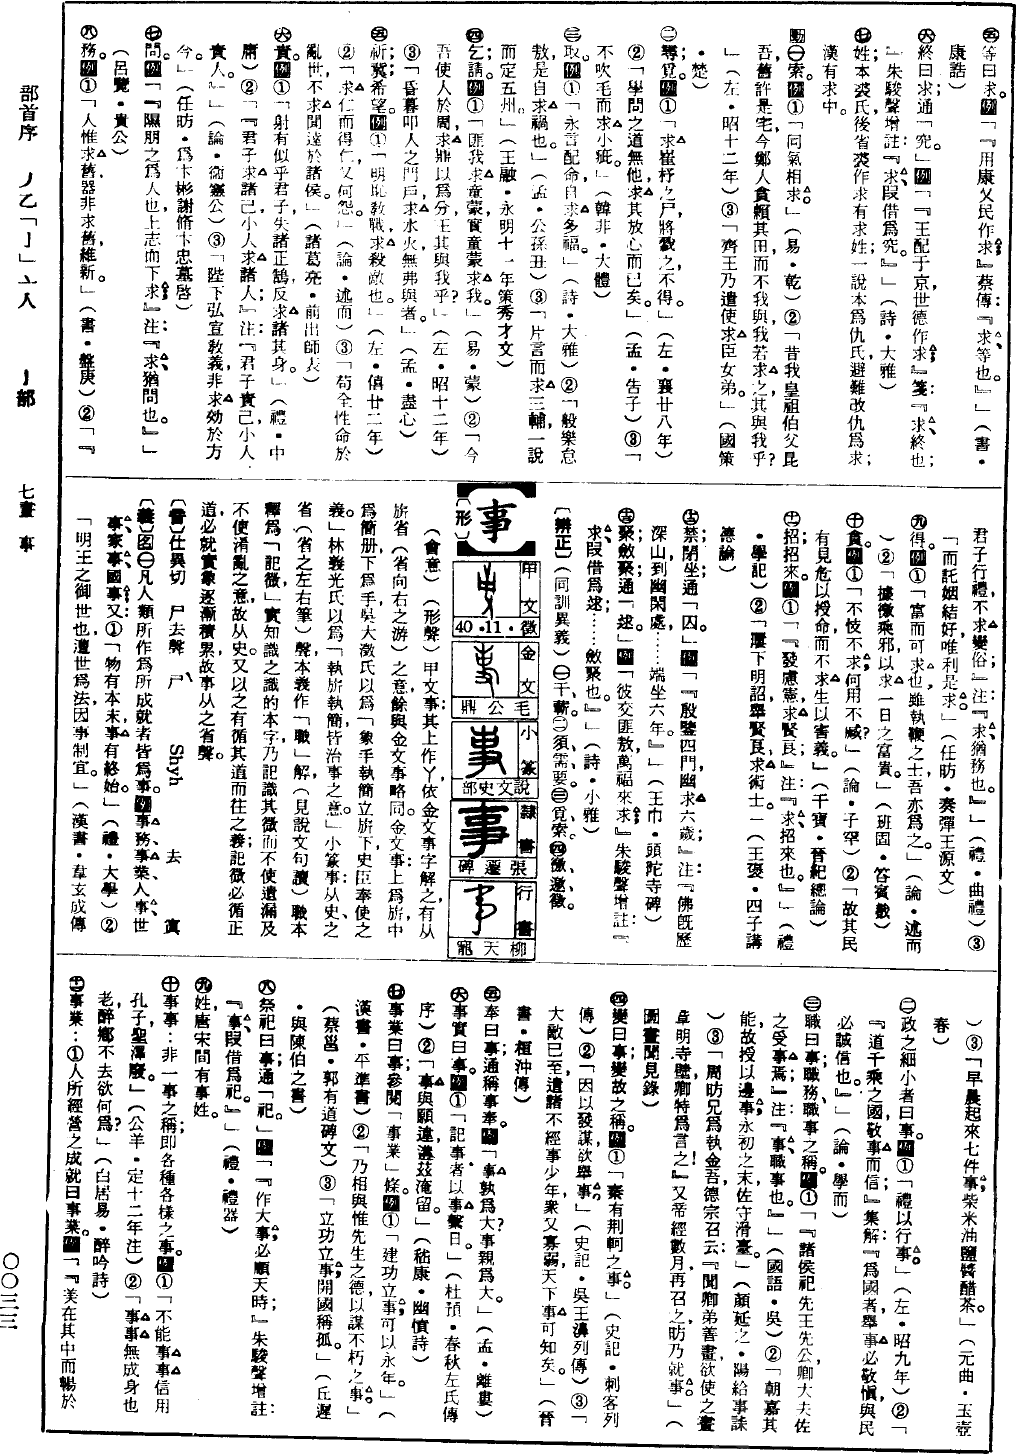 ㊄等曰求。例「『用康乂民作求』蔡傳『求等也』」（書・
康誥）
㊅終曰求通「究」例「『王配于京世德作求』箋『求終也
』朱駿聲增註『求叚借爲究。』」（詩・大雅）
㊆姓本裘氏後省裘作求有求姓一說本爲仇氏避難改仇爲求
漢有求中。
動㊀索。例①「同氣相求。」（易・乾）②「昔我皇祖伯父昆
吾舊許是宅今鄭人貪賴其田而不我與我若求之其與我乎？
」（左・昭十二年）③「齊王乃遣使求臣女弟。」（國策
・楚）
㊁尋覓。例①「求崔杼之尸將戮之不得。」（左・襄廿八年）
②「學問之道無他求其放心而已矣。」（孟・告子）③「
不吹毛而求小疵」（韓非・大體）
㊂取。例①「永言配命自求多福。」（詩・大雅）②「般樂怠
敖是自求禍也。」（孟・公孫丑）③「片言而求三輔一說
而定五州。」（王融・永明十一年策秀才文）
㊃乞請。例①「匪我求童蒙實童蒙求我。」（易・蒙）②「今
吾使人於周求鼎以爲分王其與我乎？」（左・昭十二年）
③「昏暮叩人之門戶求水火無弗與者。」（孟・盡心）
㊄祈冀；希望。例①「明恥敎戰求殺敵也。」（左・僖廿二年）
②「求仁而得仁又何怨。」（論・述而）③「苟全性命於
亂世不求聞達於諸侯。」（諸葛亮・前出師表）
㊅責。例①「射有似乎君子失諸正鵠反求諸其身。」（禮・中
庸）②「『君子求諸己小人求諸人』注『君子責己小人
責人。』」（論・衞靈公）③「陛下弘宣敎義非求効於方
今。」（任昉・爲卞彬謝脩卞忠墓啓）
㊆問。例「『隰朋之爲人也上志而下求』注『求猶問也。』」
（呂覽・貴公）
㊇務。例①「人惟求舊器非求舊維新。」（書・盤庚）②「『
君子行禮不求變俗』注『求猶務也。』」（禮・曲禮）③
「而託姻結好唯利是求。」（任昉・奏彈王源文）
㊈得。例①「富而可求也雖執鞭之士吾亦爲之。」（論・述而
）②「據徼乘邪以求一日之富貴。」（班固・答賓戲）
㊉貪。例①「不忮不求何用不臧」（論・子罕）②「故其民
有見危以授命而不求生以害義。」（干寶・晉紀總論）
招；招來。例①「『發慮憲求賢良』注『求招來也。』」（禮
・學記）②「屢下明詔舉賢良求術士。」（王褒・四子講
德論）
禁；閉坐通「囚」例「『殷鑒四門幽求六歲』注『佛旣歷
深山到幽閑處……端坐六年。』」（王巾・頭陀寺碑）
聚；斂聚通「逑」例「『彼交匪敖萬福來求』朱駿聲增註『
求叚借爲逑……斂聚也。』」（詩・小雅）
〔辨正〕（同訓異義）㊀干蘄㊁須需要㊂覓索㊃徼邀徵。
【事】
〔形〕
甲文
40・11・徵
金文
毛公鼎
小篆
說文史部
隸書
張遷碑
行書
柳天寵
（會意）（形聲）甲文事其上作丫依金文事字解之有从
㫃省（省向右之游）之意餘與金文事略同。金文事上爲㫃中
爲簡册下爲手吳大澂氏以爲「象手執簡立㫃下史臣奉使之
義。」林義光氏以爲「執㫃執簡皆治事之意。」小篆事从史、之
省（省之左右筆）聲本義作「職」解（見說文句讀）職本
釋爲「記微」實知識之識的本字乃記識其微而不使遺漏及
不使淆亂之意故从史。又以之有循其道而往之義記微必循正
道必就實象逐漸積累故事从之省聲。
〔音〕仕異切　尸去聲　ㄕˋ　Shyh　去　寘
〔義〕名㊀凡人類所作爲所成就者皆爲事。例事務事業人事世
事家事國事又①「物有本末事有終始。」（禮・大學）②
「明王之御世也遭世爲法因事制宜。」（漢書・韋玄成傳
）③「早晨起來七件事柴米油鹽醬醋茶。」（元曲・玉壺
春）
㊁政之細小者曰事。例①「禮以行事。」（左・昭九年）②「
『道千乘之國敬事而信』集解『爲國者舉事必敬愼與民
必誠信也。』」（論・學而）
㊂職曰事；職務、職事之稱。例①「『諸侯祀先王先公卿大夫佐
之受事焉』注『事職事也。』」（國語・吳）②「朝嘉其
能故授以邊事永初之末佐守滑臺。」（顏延之・陽給事誄
）③「周昉兄爲執金吾德宗召云『聞卿弟善畫欲使之畫
章明寺壁卿特爲言之！』又帝經數月再召之昉乃就事。」（
圖畫聞見錄）
㊃變曰事；變故之稱。例①「秦有荊軻之事。」（史記・刺客列
傳）②「因以發謀欲舉事。」（史記・吳王濞列傳）③「
大敵已至遣諸不經事少年衆又寡弱天下事可知矣。」（晉
書・桓沖傳）
㊄奉曰事；通稱事奉。例「事孰爲大？事親爲大。」（孟・離婁）
㊅事實曰事。例①「記事者以事繫日」（杜預・春秋左氏傳
序）②「事與願違遘茲淹留。」（嵇康・幽憤詩）
㊆事業曰事；參閱「事業」條。例①「建功立事可以永年。」（
漢書・平準書）②「乃相與惟先生之德以謀不朽之事。」
（蔡邕・郭有道碑文）③「立功立事開國稱孤。」（丘遲
・與陳伯之書）
㊇祭祀曰事；通「祀」例「『作大事必順天時』朱駿聲增註：
『事叚借爲祀。』」（禮・禮器）
㊈姓唐宋問有事姓。
㊉事事：非一事之稱即各種各樣之事。例①「不能事事信用
孔子聖澤廢。」（公羊・定十二年注）②「事事無成身也
老醉鄉不去欲何爲？」（白居易・醉吟詩）
事業：①人所經營之成就曰事業。例「『美在其中而暢於
部首序　丿乙「亅」亠人　亅部　七畫　事　〇〇三三